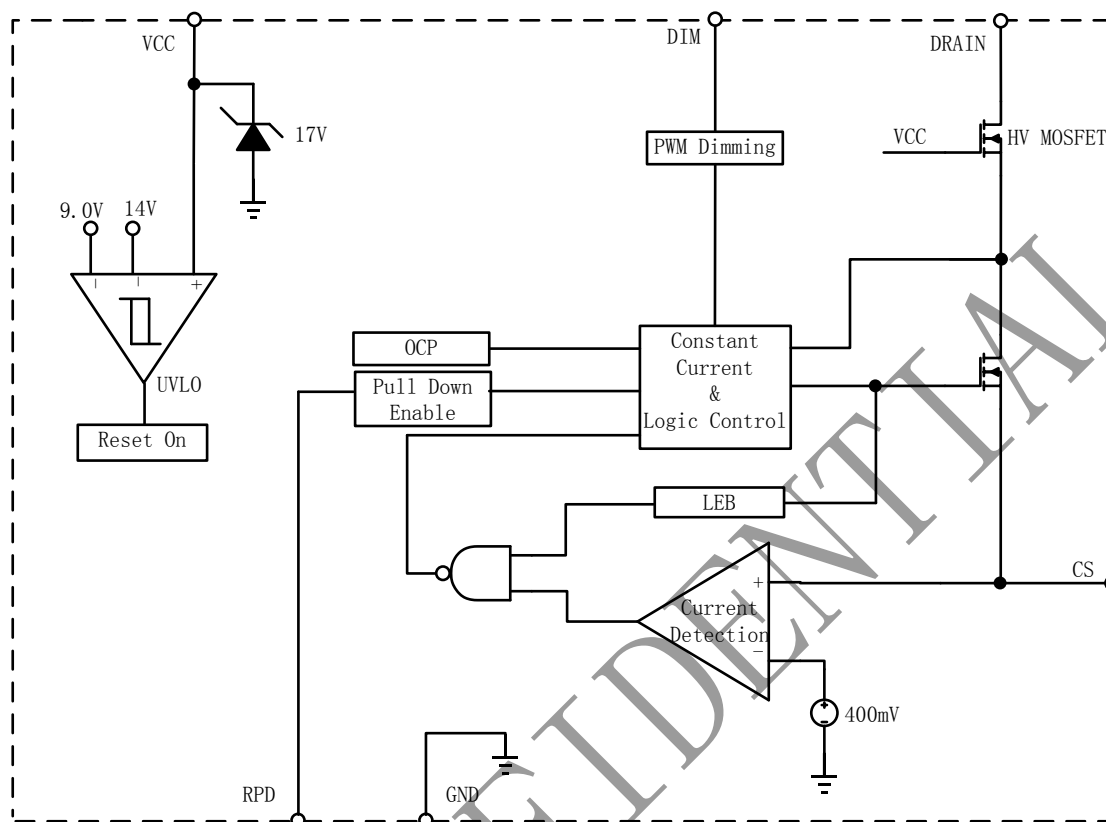 VCC
DIM
DRAIN
17V
PWM Dimming
VCC
HV MOSFET
9.0V
14V
UVLO
Reset On
OCP
Pull Down
Enable
Constant
Current
&
Logic Control
LEB
CS
Current
Detection
400mV
RPD
GND